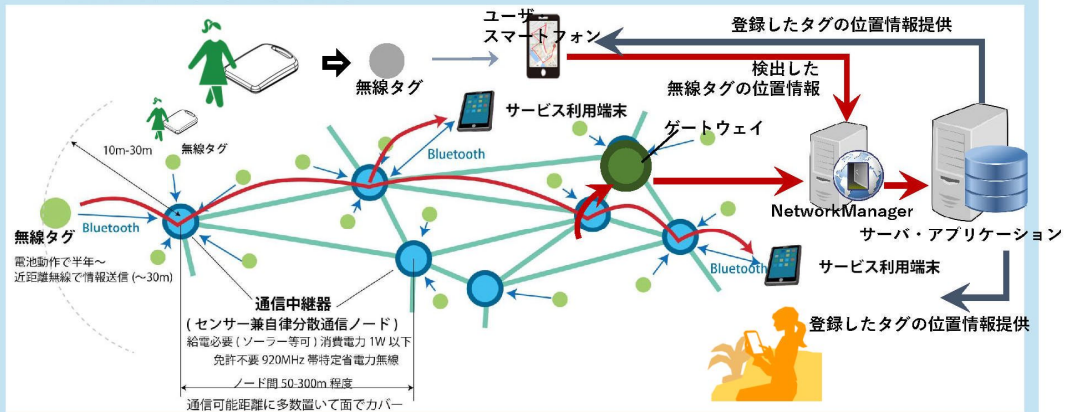 ユーザ
スマートフォン
登録したタグの位置情報提供
無線タグ
検出した
無線タグの位置情報
サービス利用端末
ゲートウェイ
10m-30m
無線タグ
Bluetooth
無線タグ
Bluetooth
電池動作で半年〜
近距離無線で情報送信 (〜30m)
NetworkManager
サーバ・アプリケーション
Bluetooth
サービス利用端末
通信中継器
( センサー兼自律分散通信ノード )
給電必要 ( ソーラー等可 ) 消費電力 1W 以下
免許不要 920MHz 帯特定省電力無線
登録したタグの位置情報提供
ノード間 50-300m 程度
通信可能距離に多数置いて面でカバー